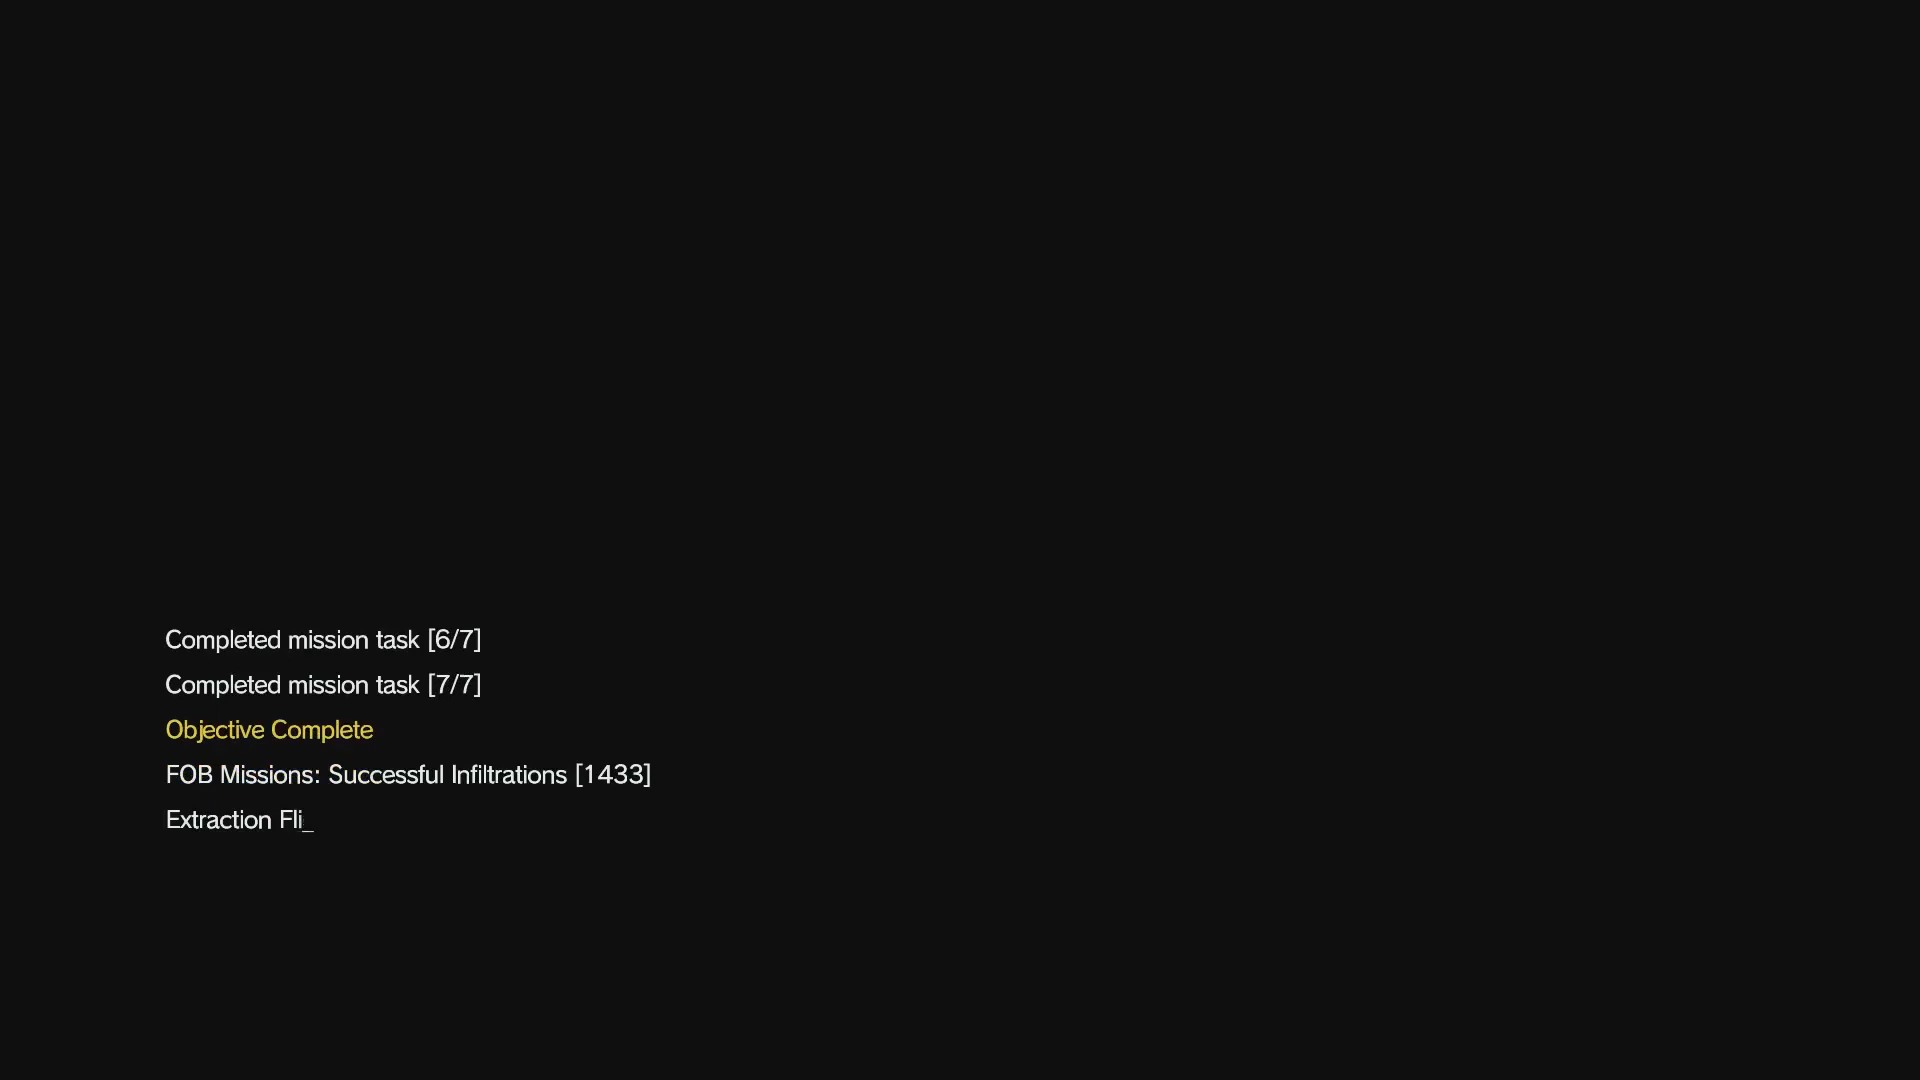 Completed mission task [6/7]
Completed mission task [7/7]
Objective Complete
FOB Missions: Successful Infiltrations [1433]
Extraction Fli_